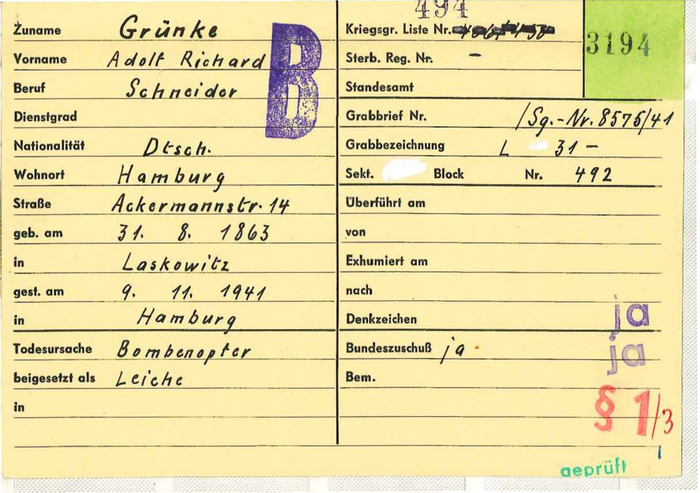 Zuname Grünke
Vorname Adolf Richard
Beruf Schneider
Dienstgrad
Nationalität Dtsch.
Wohnort Hamburg
Straße Ackermannstr. 14
geb. am 31. 8. 1863
in Laskowitz
gest. am 9. 11. 1941
in Hamburg
Todesursache Bombenopfer
beigesetzt als Leiche
in
B
494
Kriegsgr. Liste Nr.
3194
Sterb. Reg. Nr. –
Standesamt
Grabbrief Nr. /Sg.-Nr. 8575/41
Grabbezeichnung L 31 –
Sekt. Block Nr. 492
Überführt am
von
Exhumiert am
nach
Denkzeichen ja
Bundeszuschuß ja ja
Bem.
§ 1/3
geprüft